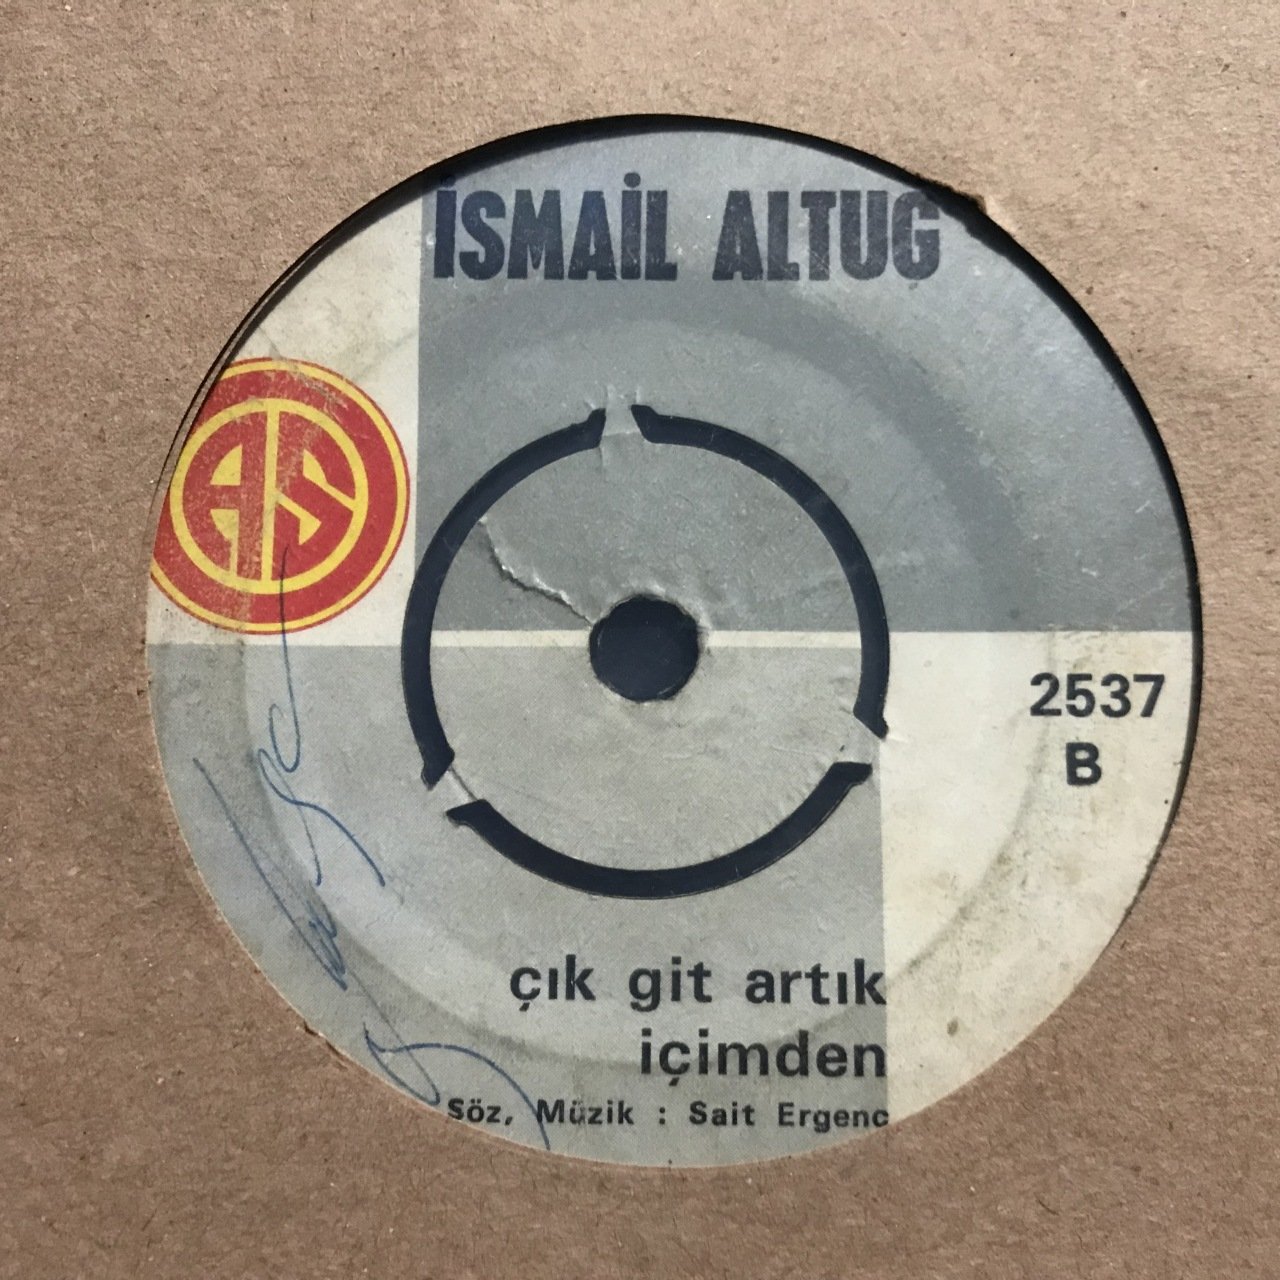 İSMAİL ALTUG
AS
2537
B
çık git artık
içimden
Söz, Müzik : Sait Ergenc